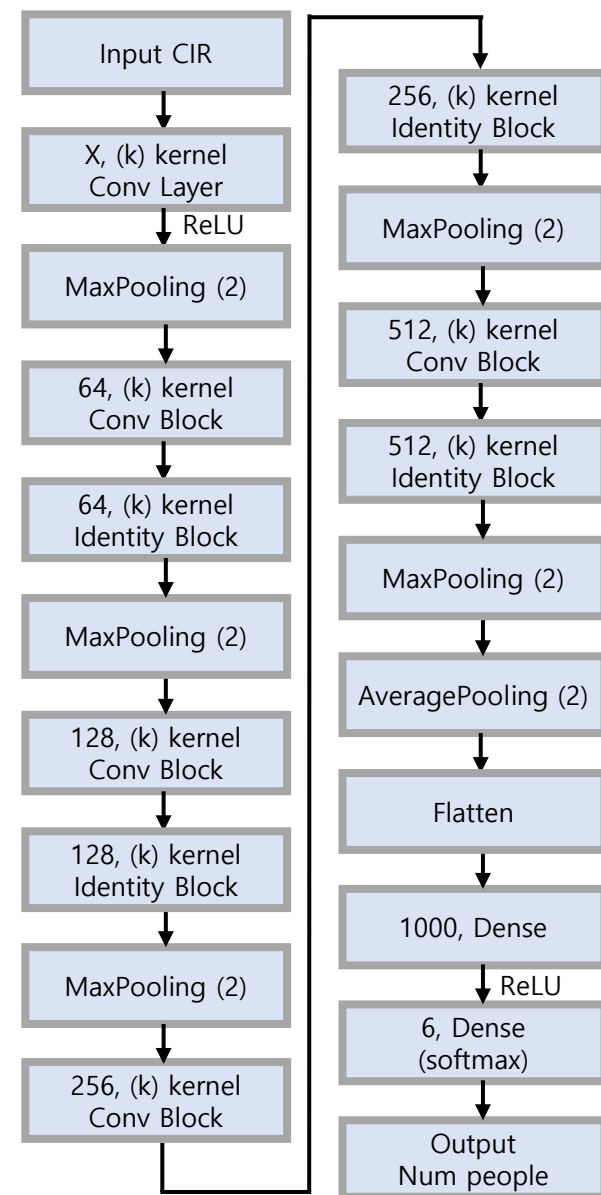 Input CIR
X, (k) kernel
Conv Layer
ReLU
MaxPooling (2)
64, (k) kernel
Conv Block
64, (k) kernel
Identity Block
MaxPooling (2)
128, (k) kernel
Conv Block
128, (k) kernel
Identity Block
MaxPooling (2)
256, (k) kernel
Conv Block
256, (k) kernel
Identity Block
MaxPooling (2)
512, (k) kernel
Conv Block
512, (k) kernel
Identity Block
MaxPooling (2)
AveragePooling (2)
Flatten
1000, Dense
ReLU
6, Dense
(softmax)
Output
Num people